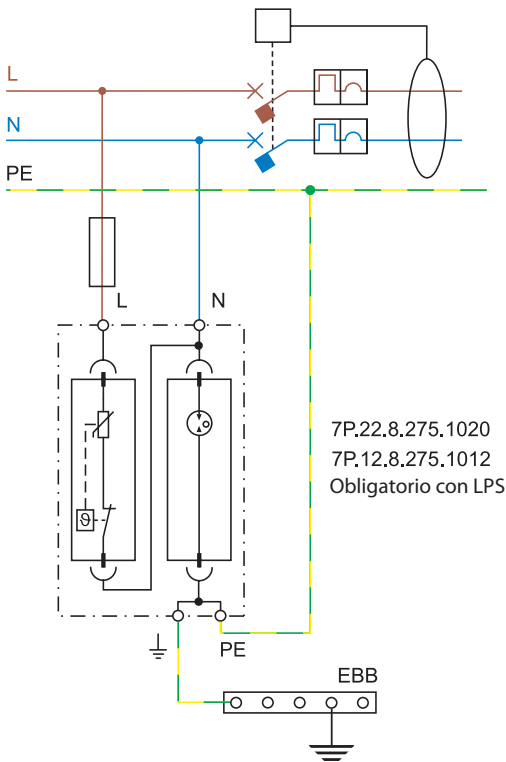 L
N
PE
L
N
7P.22.8.275.1020
7P.12.8.275.1012
Obligatorio con LPS
ϑ
PE
EBB